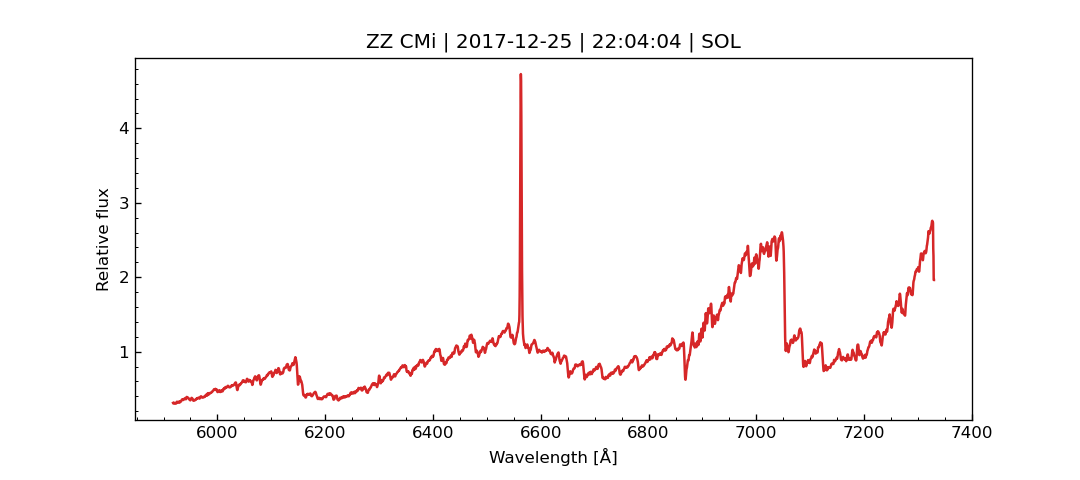 ZZ CMi | 2017-12-25 | 22:04:04 | SOL
Relative flux
4
3
2
1
6000 6200 6400 6600 6800 7000 7200 7400
Wavelength [Å]